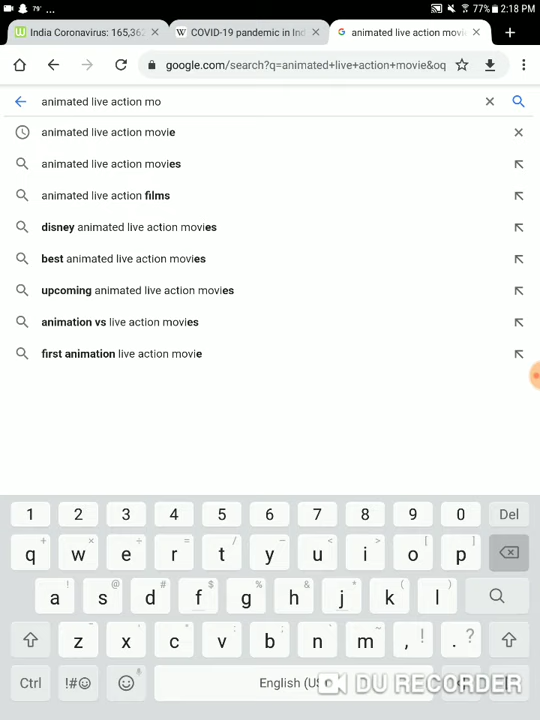 79° ... 77% 2:18 PM
India Coronavirus: 165,362
COVID-19 pandemic in Ind
animated live action movie
google.com/search?q=animated+live+action+movie&oq
animated live action mo
animated live action movie
animated live action movies
animated live action films
disney animated live action movies
best animated live action movies
upcoming animated live action movies
animation vs live action movies
first animation live action movie
1 2 3 4 5 6 7 8 9 0 Del
q w e r t y u i o p
a s d f g h j k l
z x c v b n m , ! . ?
Ctrl !#☺ English (US)
DU RECORDER